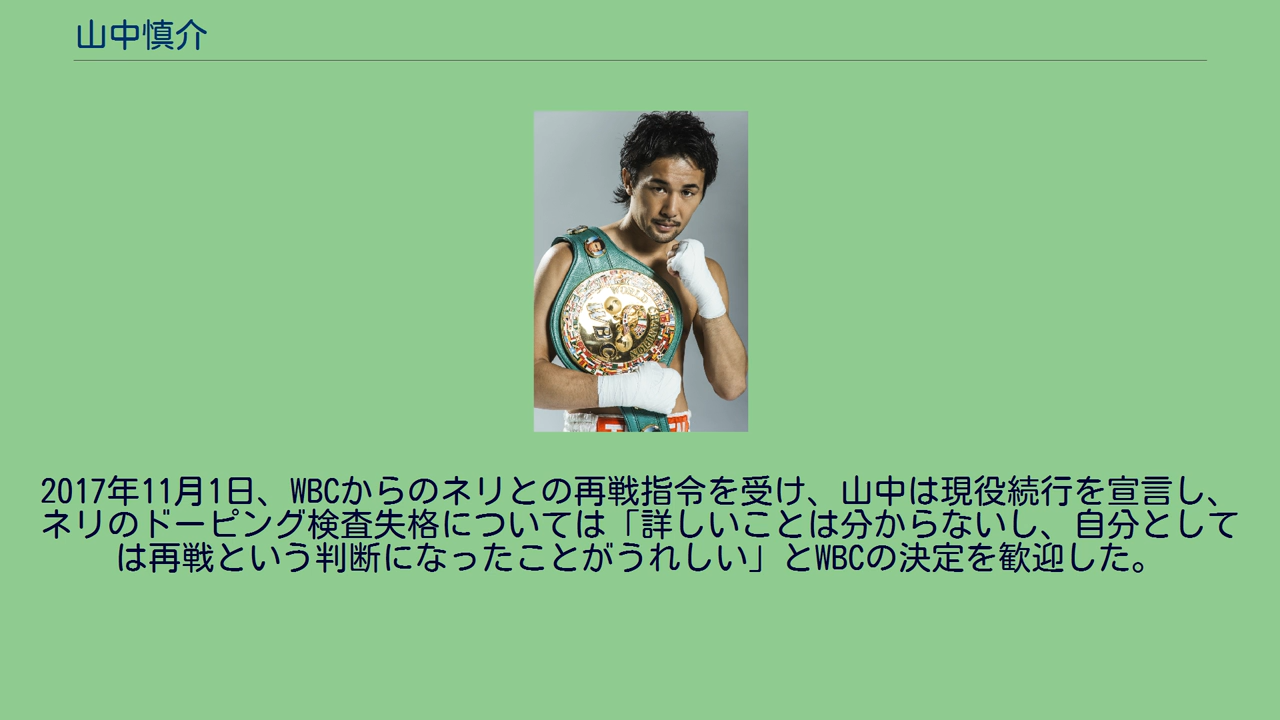 山中慎介
WORLD CHAMPION
WBC
2017年11月1日、WBCからのネリとの再戦指令を受け、山中は現役続行を宣言し、
ネリのドーピング検査失格については「詳しいことは分からないし、自分として
は再戦という判断になったことがうれしい」とWBCの決定を歓迎した。